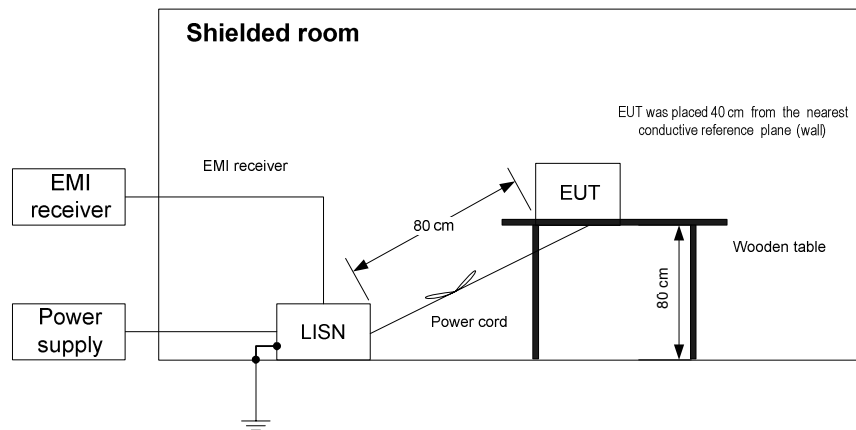 Shielded room
EUT was placed 40 cm from the nearest
conductive reference plane (wall)
EMI receiver
EMI
receiver
EUT
80 cm
Wooden table
80 cm
Power
supply
LISN
Power cord